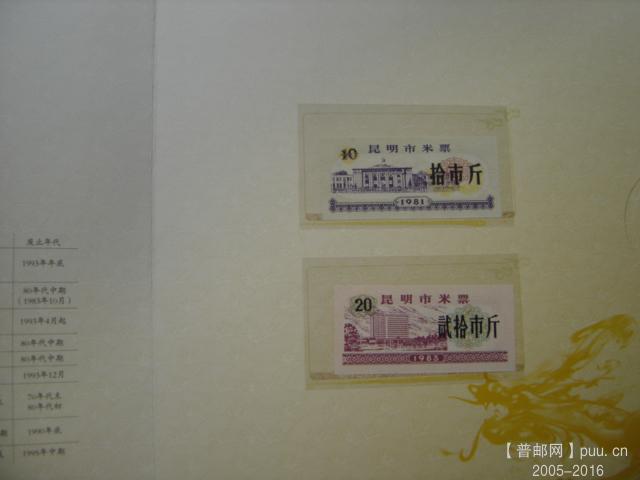 废止年代
1993年年底
80年代中期
(1983年10月)
1993年4月起
80年代中期
80年代中期
1993年12月
70年代末
80年代初
1990年底
1995年中期
10 昆明市米票
拾市斤
1981
20 昆明市米票
贰拾市斤
1985
【普邮网】puu.cn
2005-2016